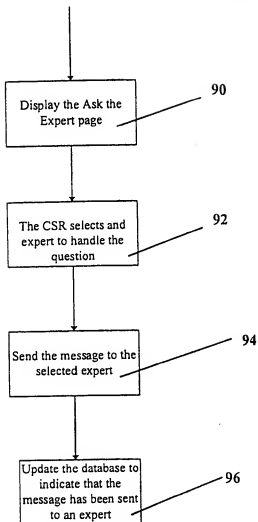 Display the Ask the
Expert page
90
The CSR selects and
expert to handle the
question
92
Send the message to the
selected expert
94
Update the database to
indicate that the
message has been sent
to an expert
96